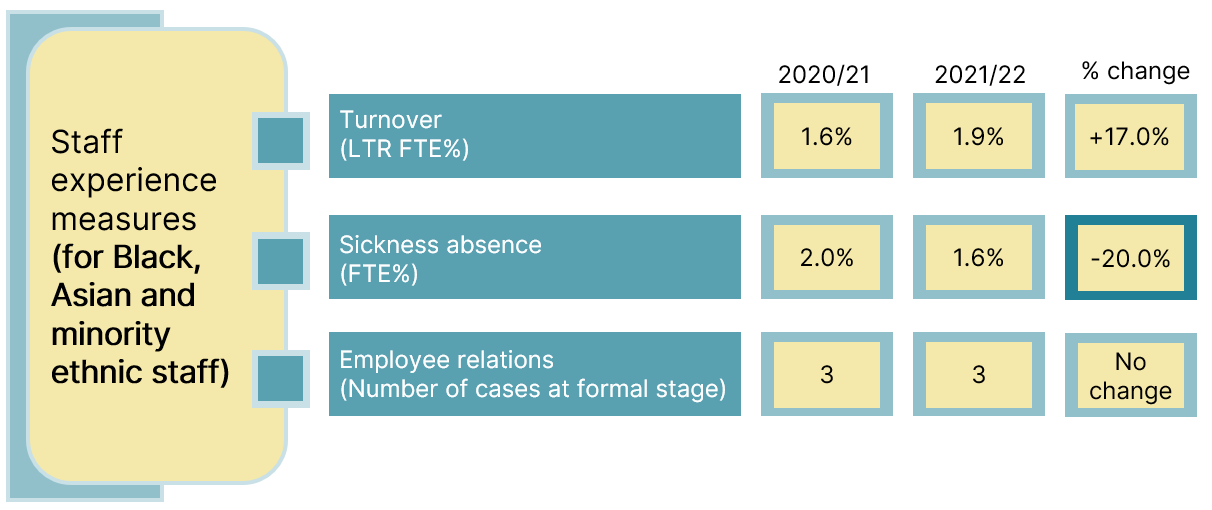 Staff
experience
measures
(for Black,
Asian and
minority
ethnic staff)
2020/21
2021/22
% change
Turnover
(LTR FTE%)
1.6%
1.9%
+17.0%
Sickness absence
(FTE%)
2.0%
1.6%
-20.0%
Employee relations
(Number of cases at formal stage)
3
3
No
change